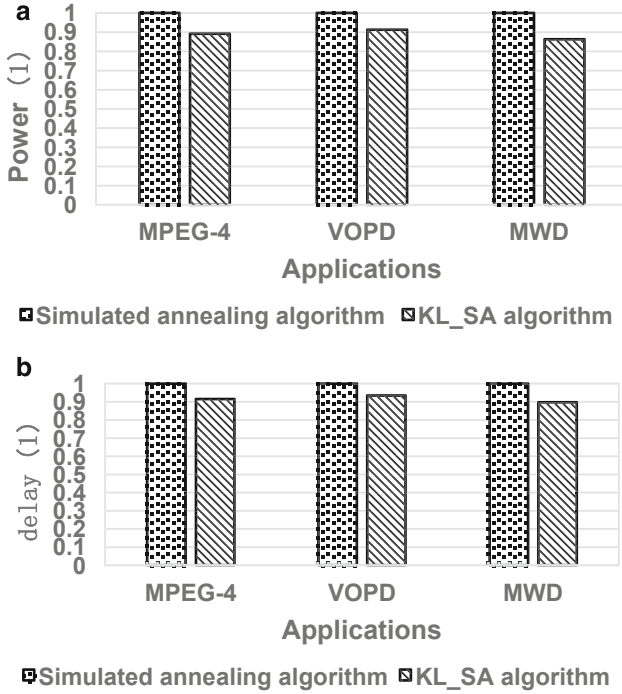 a
Power (1)
1
0.9
0.8
0.7
0.6
0.5
0.4
0.3
0.2
0.1
0
MPEG-4 VOPD MWD
Applications
Simulated annealing algorithm KL_SA algorithm
b
delay (1)
1
0.9
0.8
0.7
0.6
0.5
0.4
0.3
0.2
0.1
0
MPEG-4 VOPD MWD
Applications
Simulated annealing algorithm KL_SA algorithm